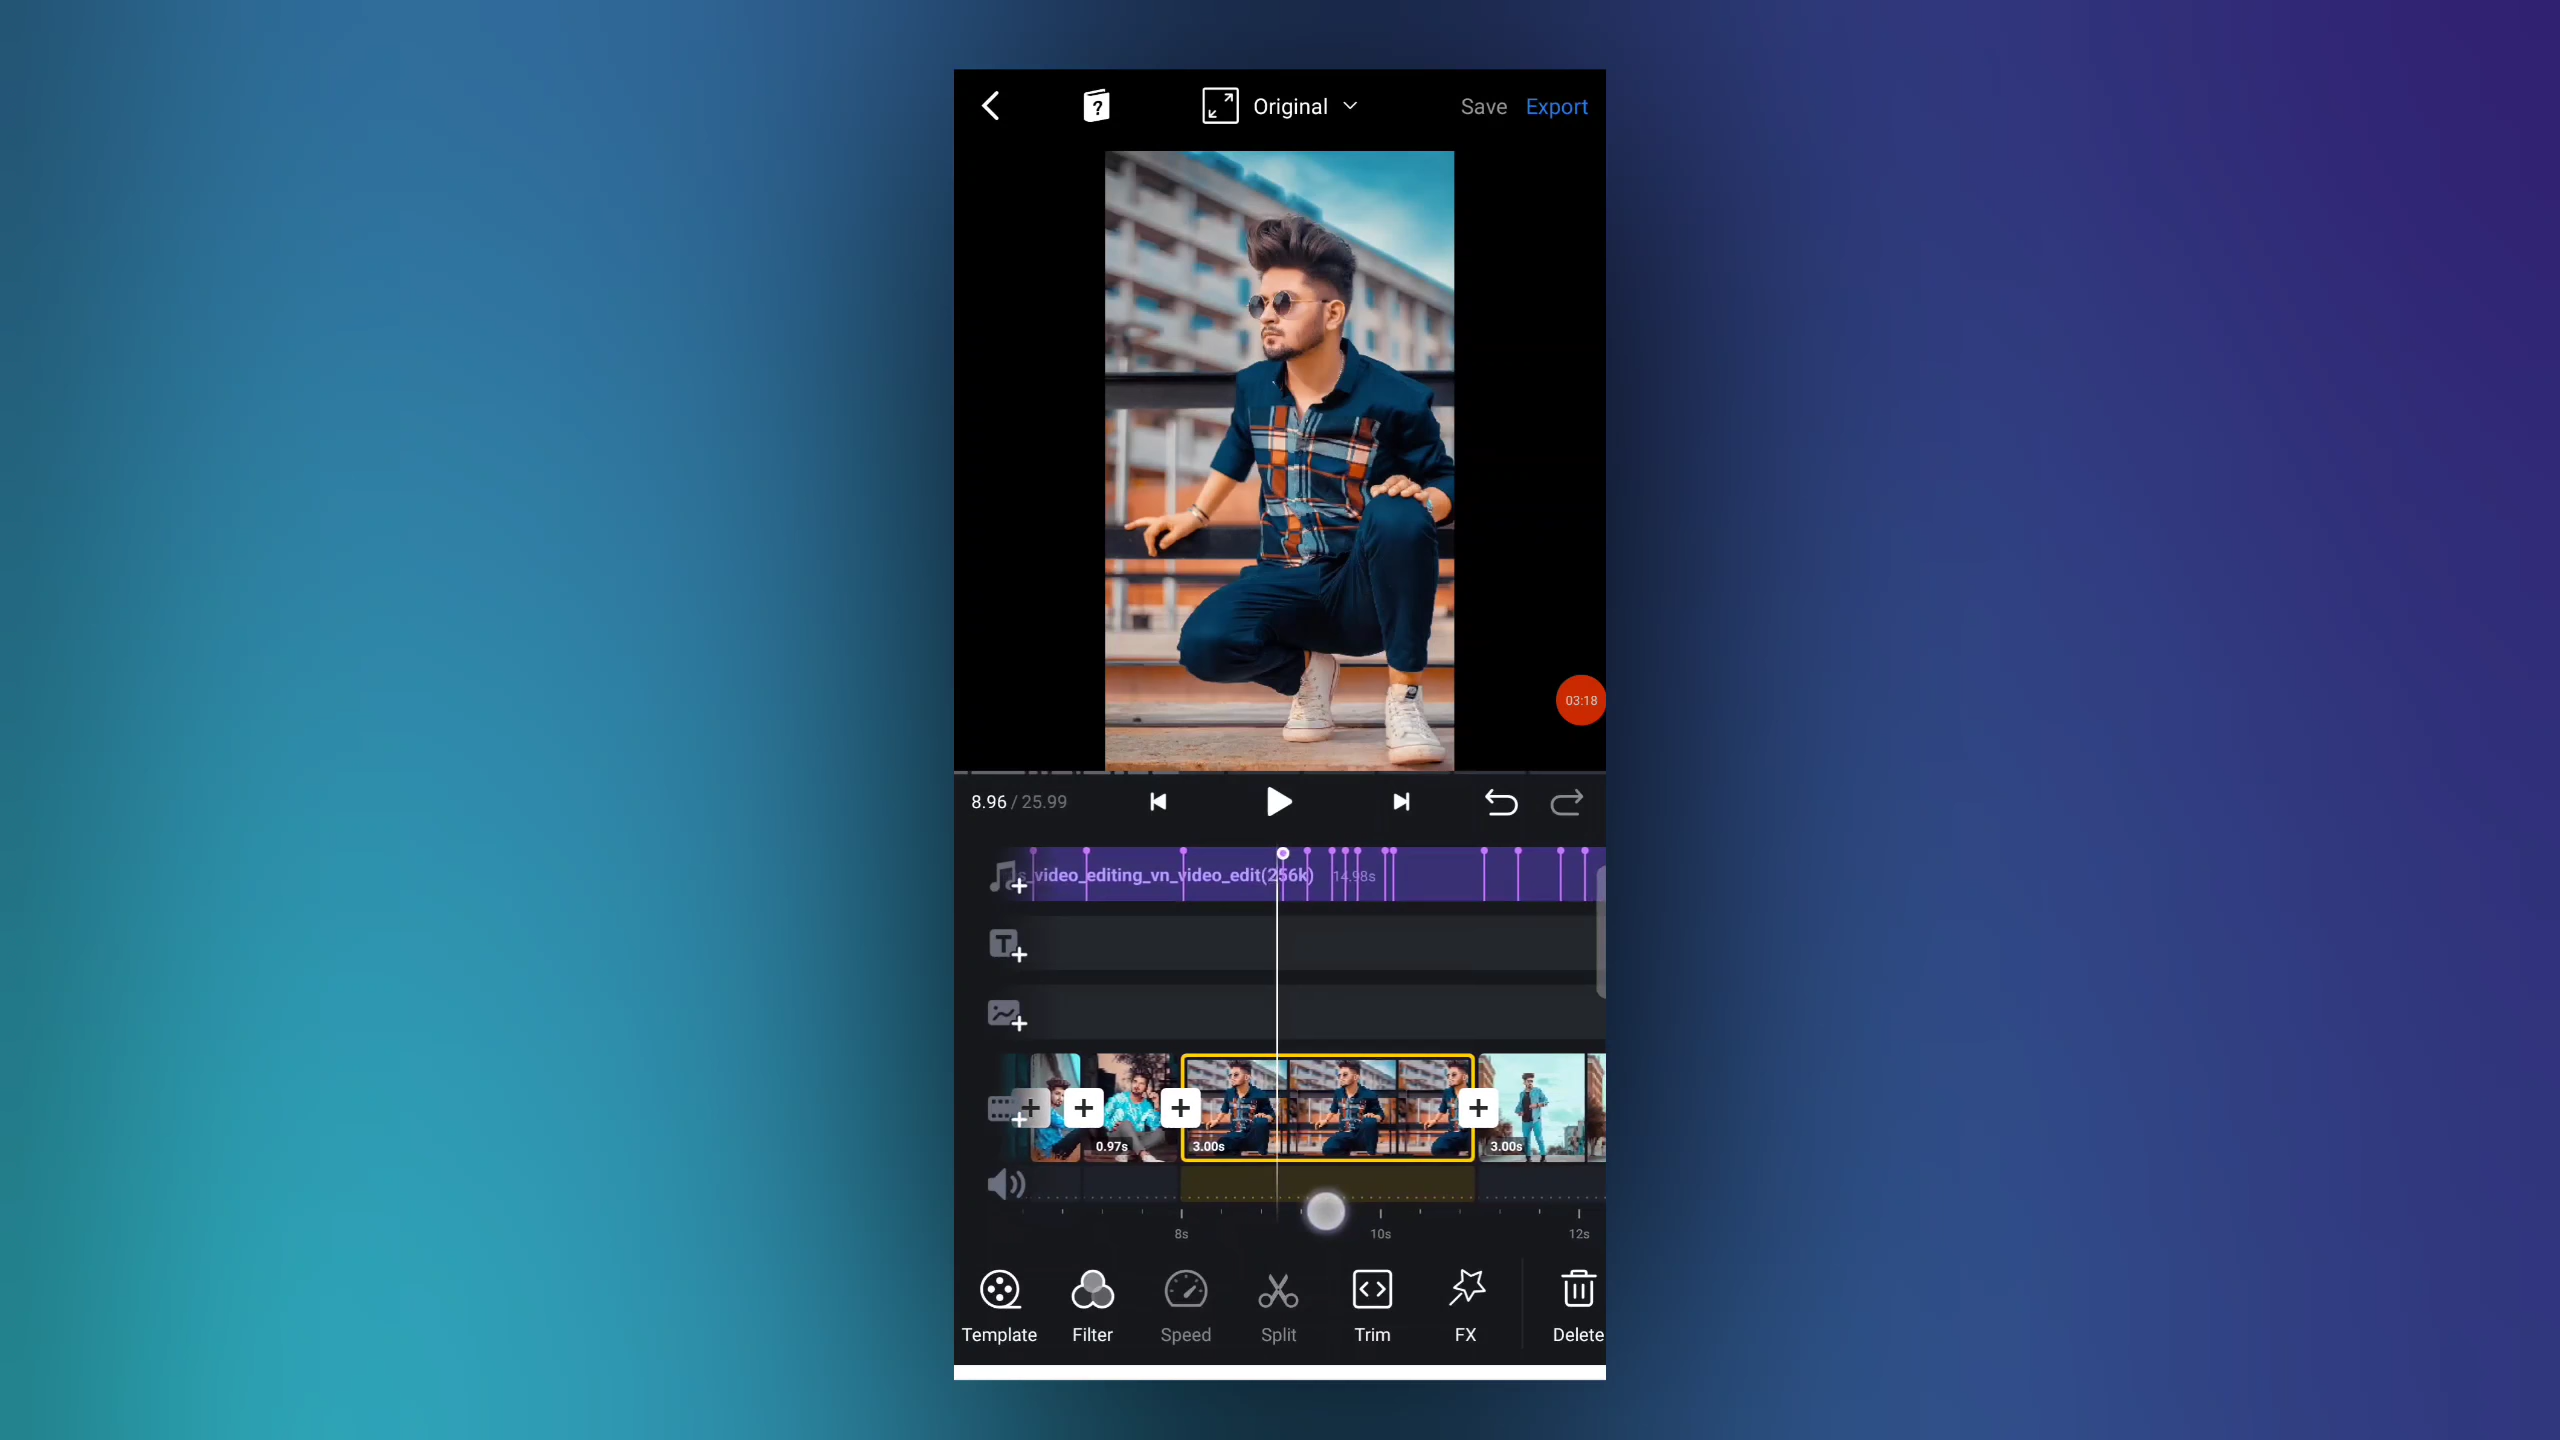 Original
Save Export
03:18
8.96 / 25.99
s_video_editing_vn_video_edit(256k) 14.98s
0.97s
3.00s
3.00s
8s
10s
12s
Template
Filter
Speed
Split
Trim
FX
Delete